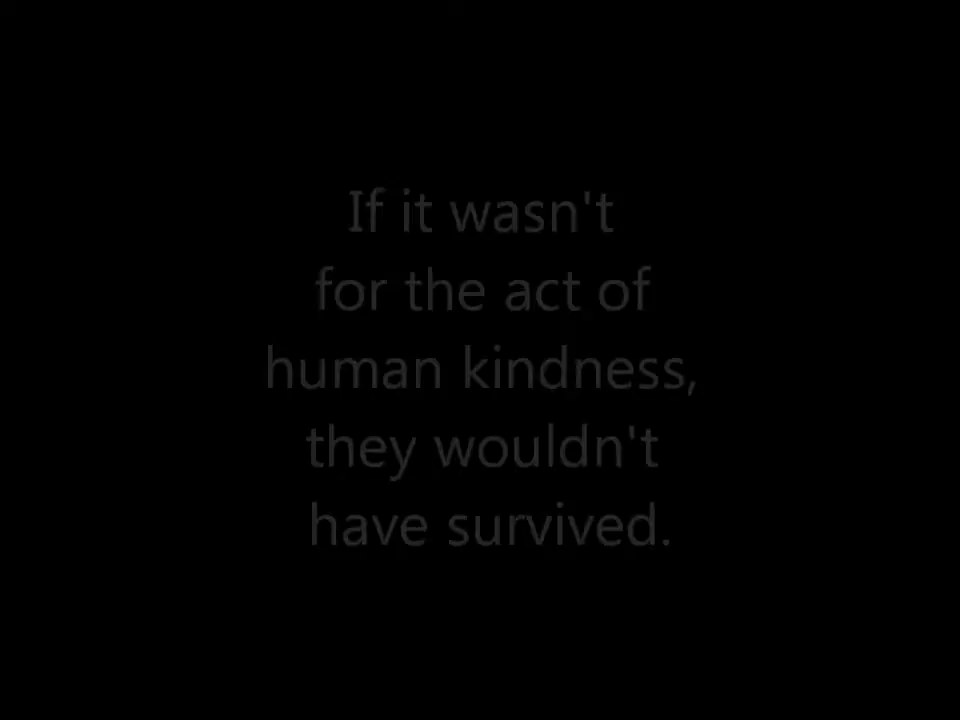 If it wasn't
for the act of
human kindness,
they wouldn't
have survived.